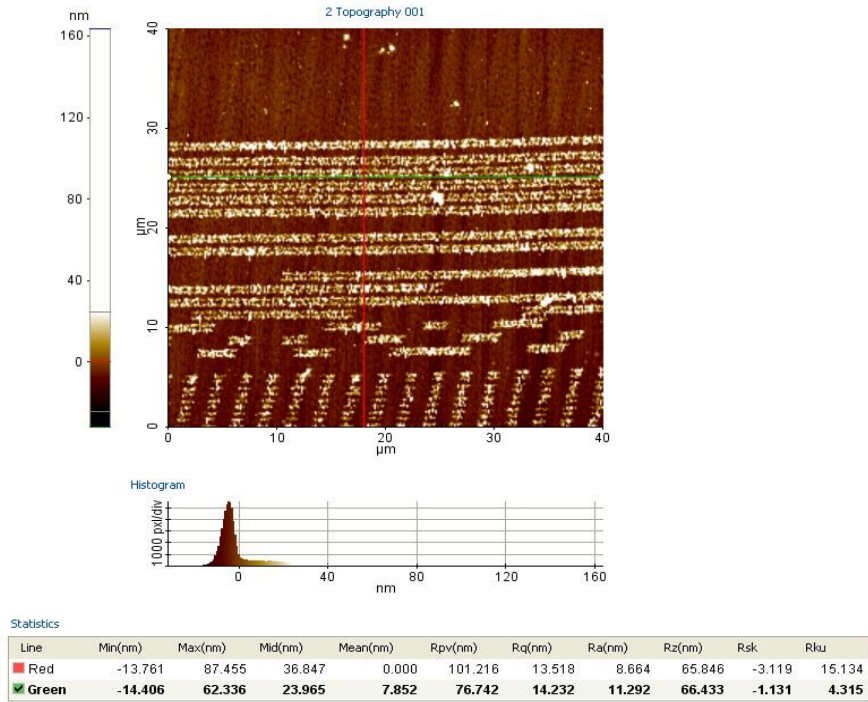 nm
2 Topography 001
160
120
80
40
0
40
30
20
10
0
µm
0
10
20
30
40
µm
Histogram
1000 pxl/div
0
40
80
120
160
nm
Statistics
Line Min(nm) Max(nm) Mid(nm) Mean(nm) Rpv(nm) Rq(nm) Ra(nm) Rz(nm) Rsk Rku
Red -13.761 87.455 36.847 0.000 101.216 13.518 8.664 65.846 -3.119 15.134
Green -14.406 62.336 23.965 7.852 76.742 14.232 11.292 66.433 -1.131 4.315